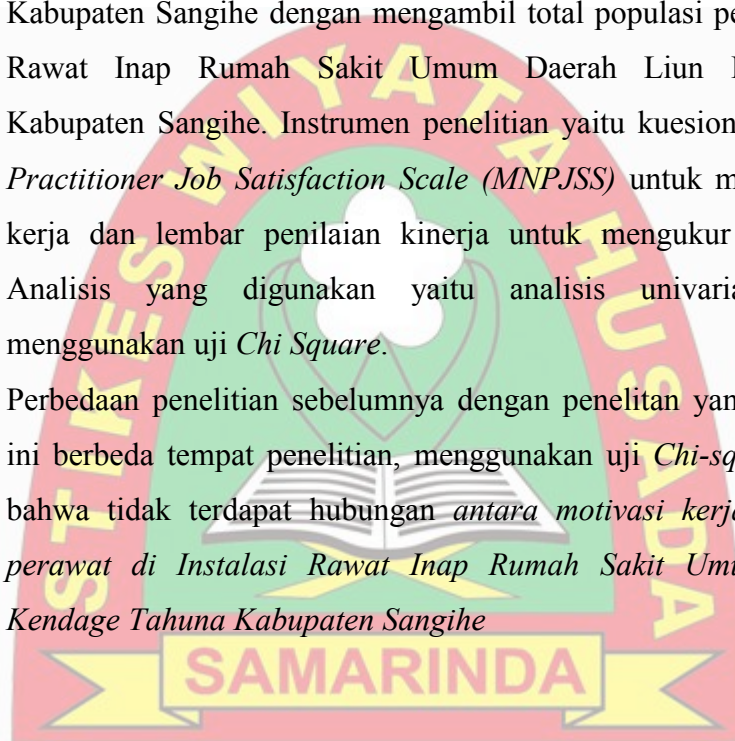 Kabupaten Sangihe dengan mengambil total populasi pe
Rawat Inap Rumah Sakit Umum Daerah Liun
Kabupaten Sangihe. Instrumen penelitian yaitu kuesion
Practitioner Job Satisfaction Scale (MNPJSS) untuk m
kerja dan lembar penilaian kinerja untuk mengukur
Analisis yang digunakan yaitu analisis univaria
menggunakan uji Chi Square.
Perbedaan penelitian sebelumnya dengan penelitan yan
ini berbeda tempat penelitian, menggunakan uji Chi-sq
bahwa tidak terdapat hubungan antara motivasi kerja
perawat di Instalasi Rawat Inap Rumah Sakit Um
Kendage Tahuna Kabupaten Sangihe
STIKES WIYATA HUSADA
SAMARINDA